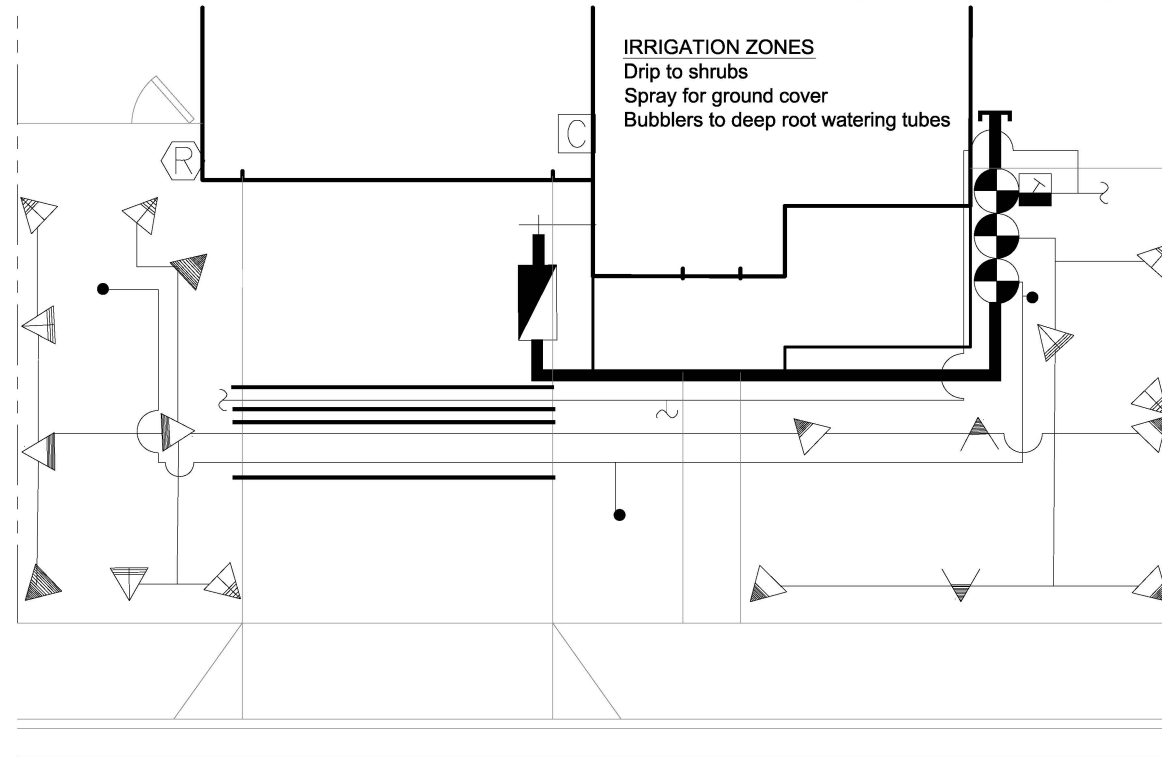 IRRIGATION ZONES
Drip to shrubs
Spray for ground cover
Bubblers to deep root watering tubes
C
R
T